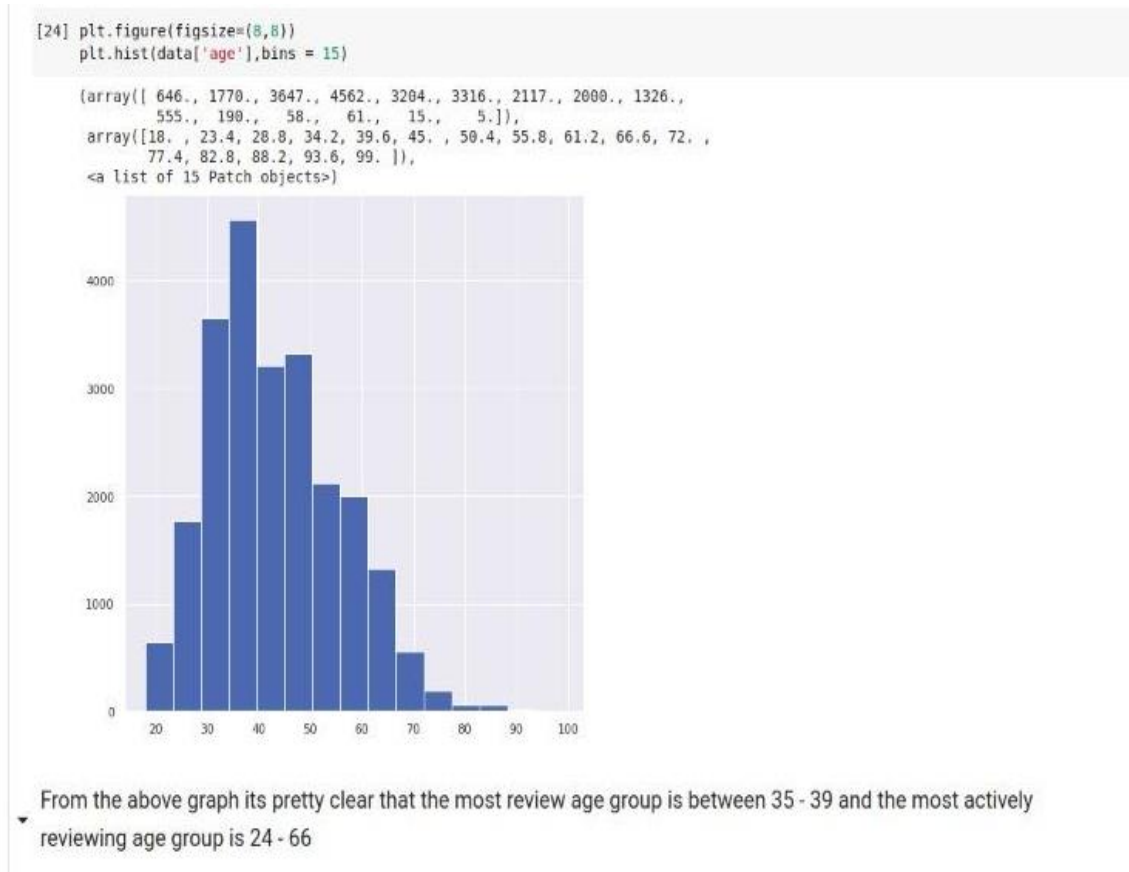 [24] plt.figure(figsize=(8,8))
plt.hist(data['age'],bins = 15)
(array([ 646., 1770., 3647., 4562., 3204., 3316., 2117., 2000., 1326.,
555., 190., 58., 61., 15., 5.]),
array([18. , 23.4, 28.8, 34.2, 39.6, 45. , 50.4, 55.8, 61.2, 66.6, 72. ,
77.4, 82.8, 88.2, 93.6, 99. ]),
<a list of 15 Patch objects>)
4000
3000
2000
1000
0
20 30 40 50 60 70 80 90 100
From the above graph its pretty clear that the most review age group is between 35 - 39 and the most actively
reviewing age group is 24 - 66